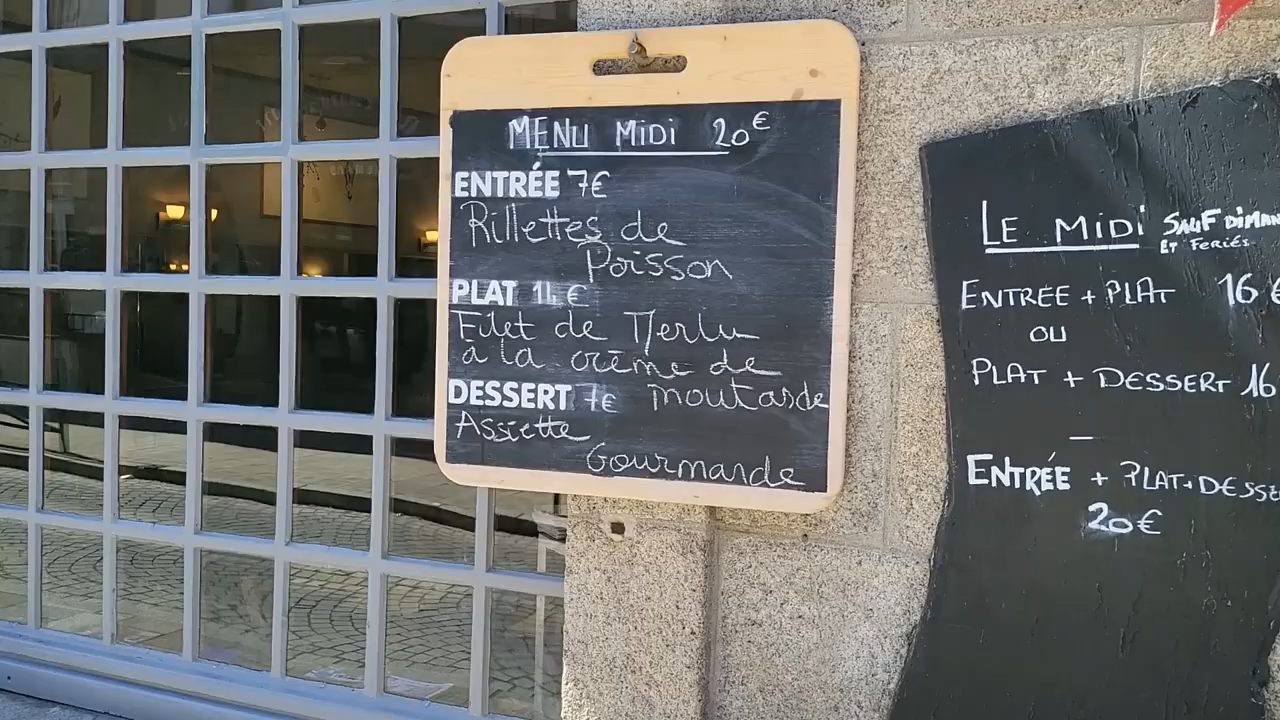 MENU MiDi 20€
ENTRÉE 7€
Rillettes de
Poisson
PLAT 14€
Filet de Merlu
à la crème de
moutarde
DESSERT 7€
Assiette
Gourmande
LE MiDi SAUF DiMAN
ET FERiÉS
ENTREE + PLAT 16 €
OU
PLAT + DESSERT 16
—
ENTRÉE + PLAT+DESSE
20€